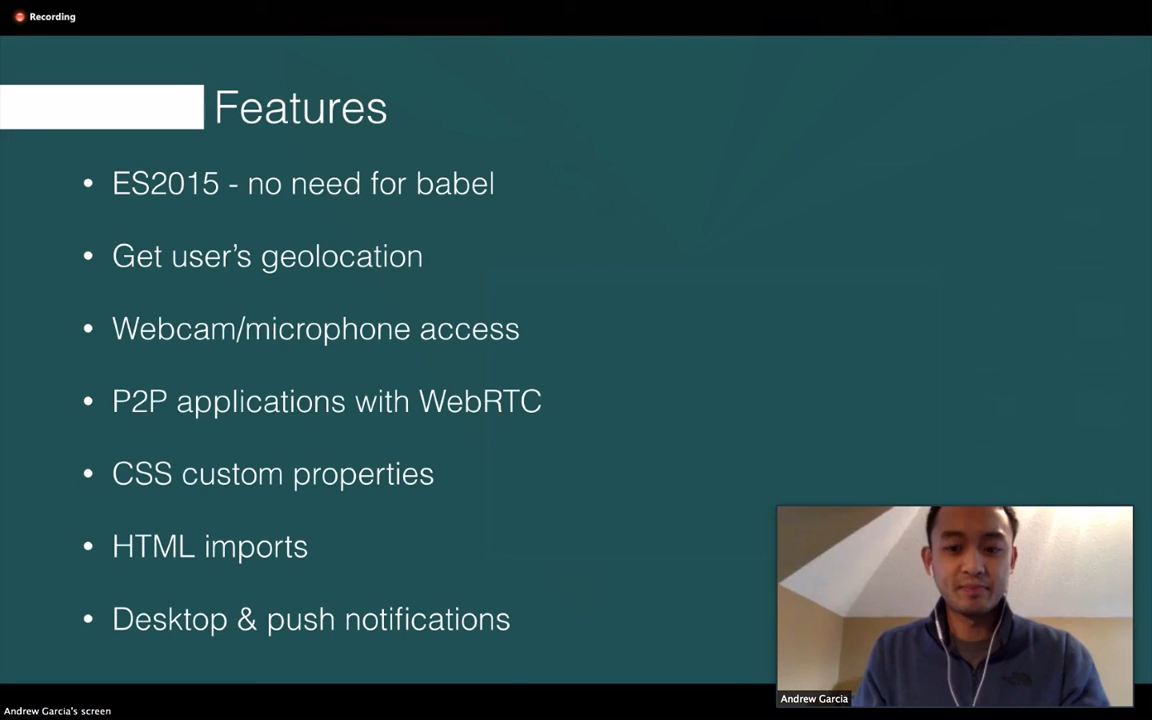 Recording
Features
• ES2015 - no need for babel
• Get user’s geolocation
• Webcam/microphone access
• P2P applications with WebRTC
• CSS custom properties
• HTML imports
• Desktop & push notifications
Andrew Garcia
Andrew Garcia's screen